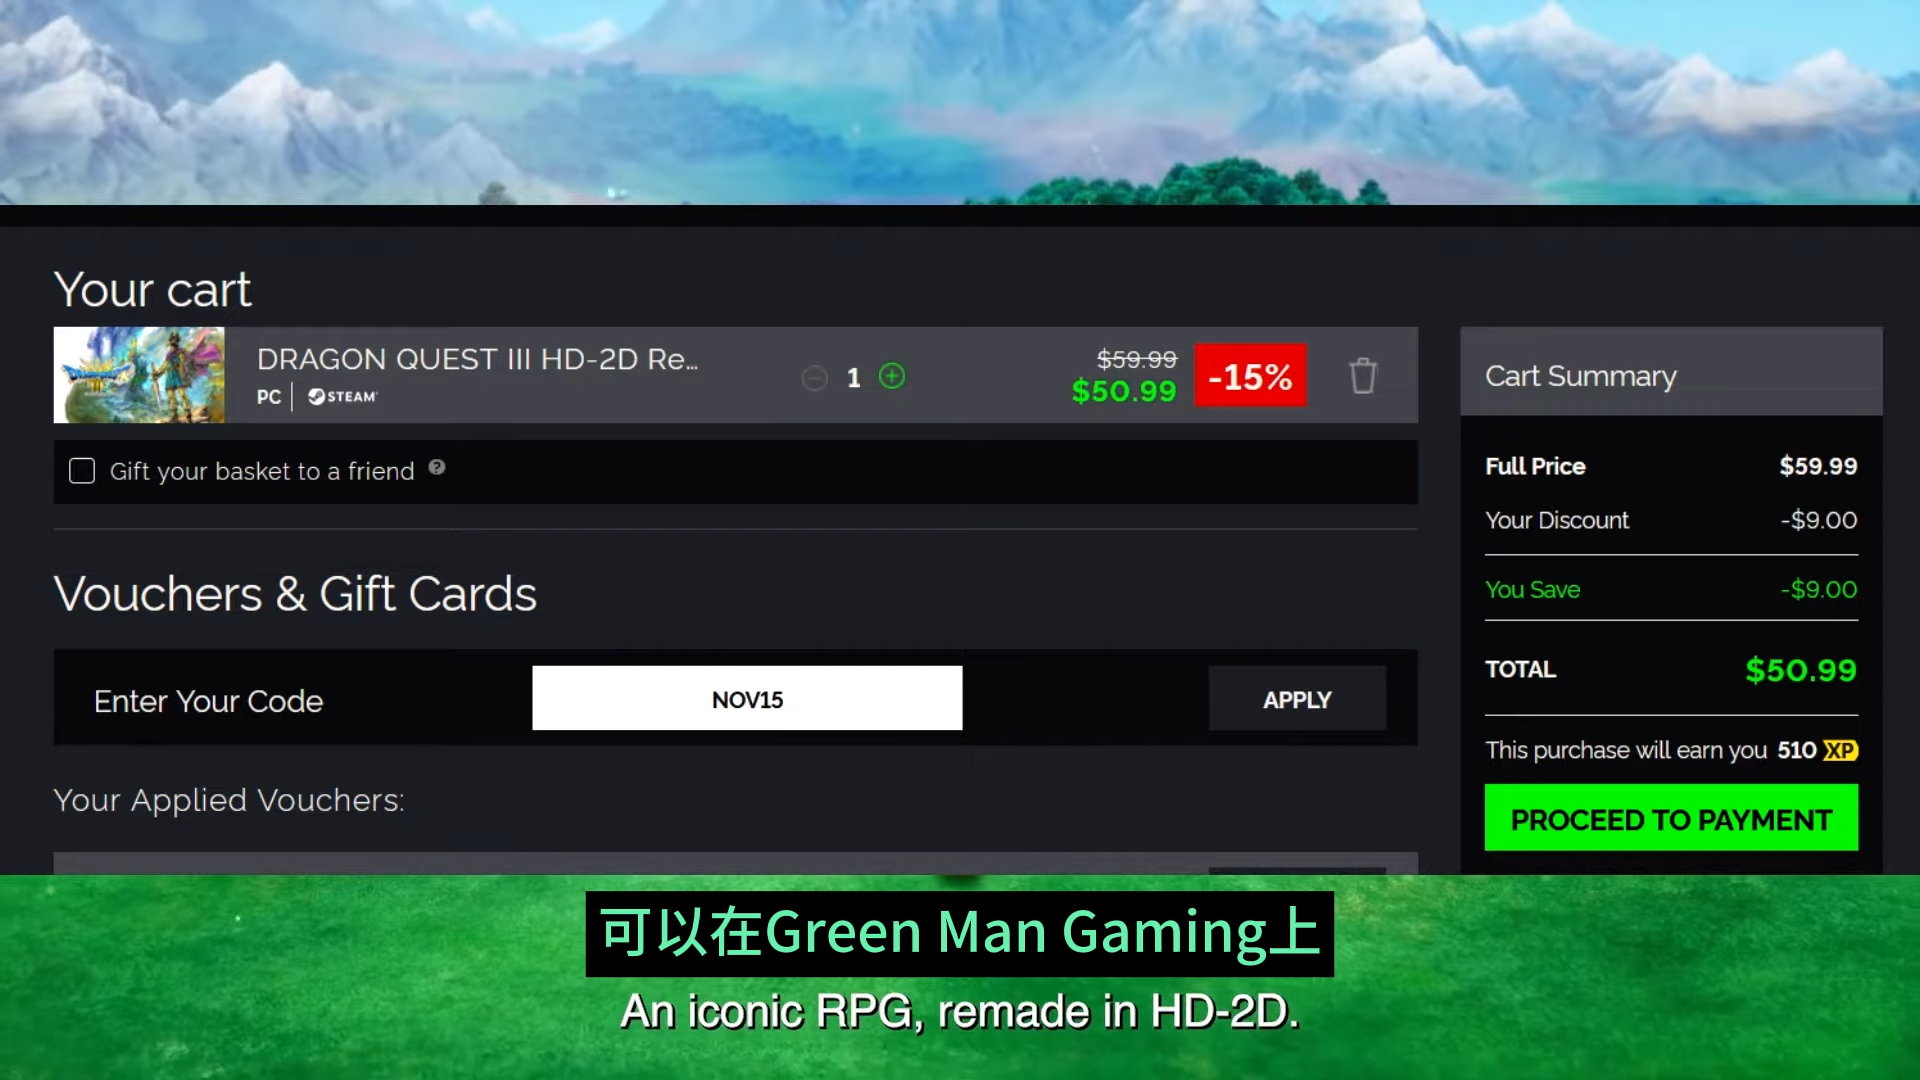 Your cart
DRAGON QUEST III HD-2D Re...
PC | STEAM
1
$59.99
$50.99
-15%
Gift your basket to a friend ?
Vouchers & Gift Cards
Enter Your Code
NOV15
APPLY
Your Applied Vouchers:
Cart Summary
Full Price $59.99
Your Discount -$9.00
You Save -$9.00
TOTAL $50.99
This purchase will earn you 510 XP
PROCEED TO PAYMENT
可以在Green Man Gaming上
An iconic RPG, remade in HD-2D.